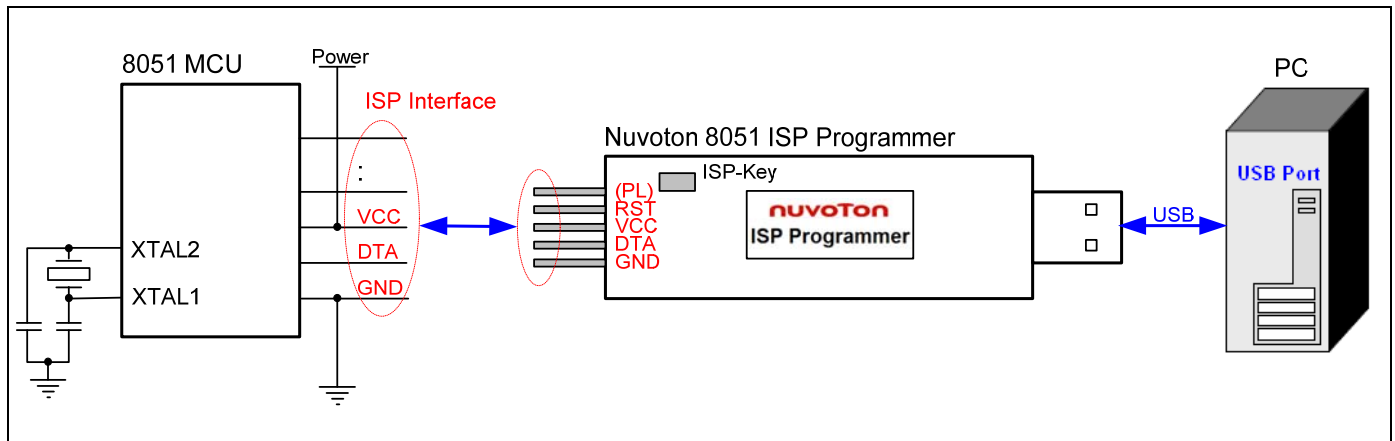 8051 MCU
Power
ISP Interface
:
VCC
DTA
GND
XTAL2
XTAL1
Nuvoton 8051 ISP Programmer
ISP-Key
(PL)
RST
VCC
DTA
GND
nuvoTon
ISP Programmer
USB
PC
USB Port